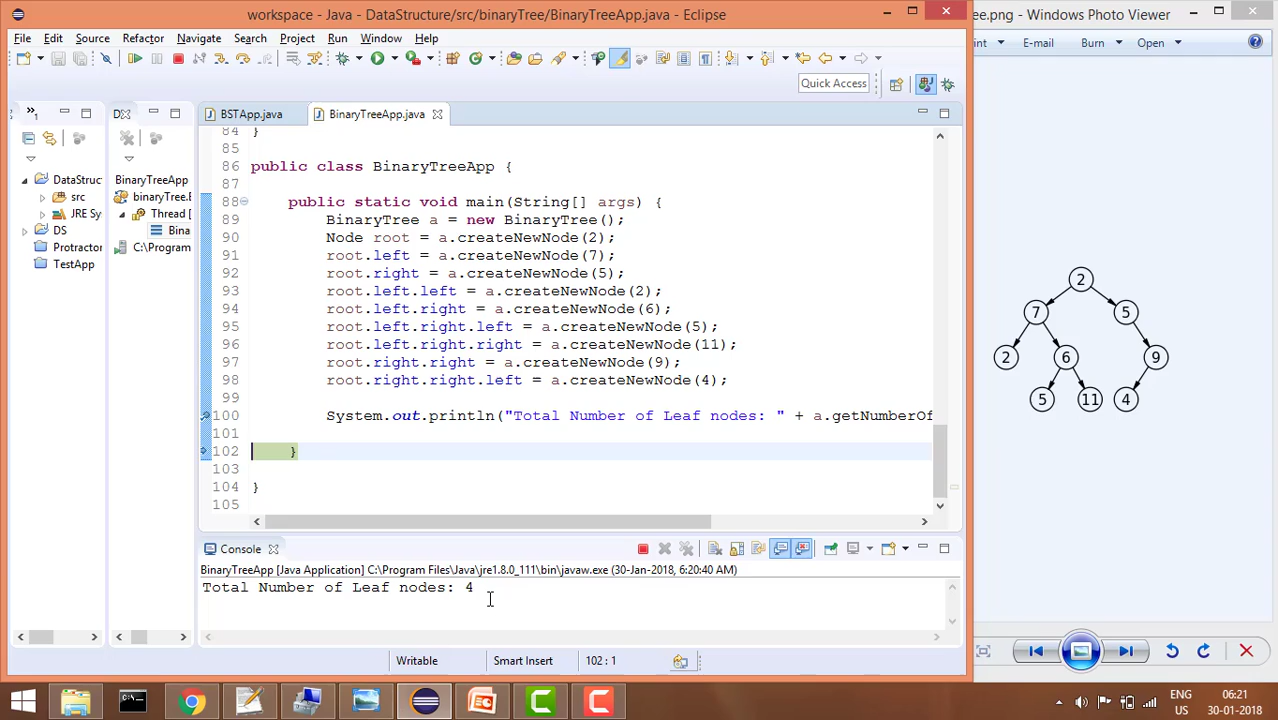 workspace - Java - DataStructure/src/binaryTree/BinaryTreeApp.java - Eclipse
ee.png - Windows Photo Viewer
File Edit Source Refactor Navigate Search Project Run Window Help
int E-mail Burn Open
Quick Access
BSTApp.java BinaryTreeApp.java
DataStruc
src
JRE Sy
DS
Protractor
TestApp
BinaryTreeApp
binaryTree.B
Thread [
Bina
C:\Program
84 }
85
86 public class BinaryTreeApp {
87
88 public static void main(String[] args) {
89 BinaryTree a = new BinaryTree();
90 Node root = a.createNewNode(2);
91 root.left = a.createNewNode(7);
92 root.right = a.createNewNode(5);
93 root.left.left = a.createNewNode(2);
94 root.left.right = a.createNewNode(6);
95 root.left.right.left = a.createNewNode(5);
96 root.left.right.right = a.createNewNode(11);
97 root.right.right = a.createNewNode(9);
98 root.right.right.left = a.createNewNode(4);
99
100 System.out.println("Total Number of Leaf nodes: " + a.getNumberOf
101
102 }
103
104 }
105
2
7 5
2 6 9
5 11 4
Console
BinaryTreeApp [Java Application] C:\Program Files\Java\jre1.8.0_111\bin\javaw.exe (30-Jan-2018, 6:20:40 AM)
Total Number of Leaf nodes: 4
Writable Smart Insert 102 : 1
ENG
IN
06:21
30-01-2018